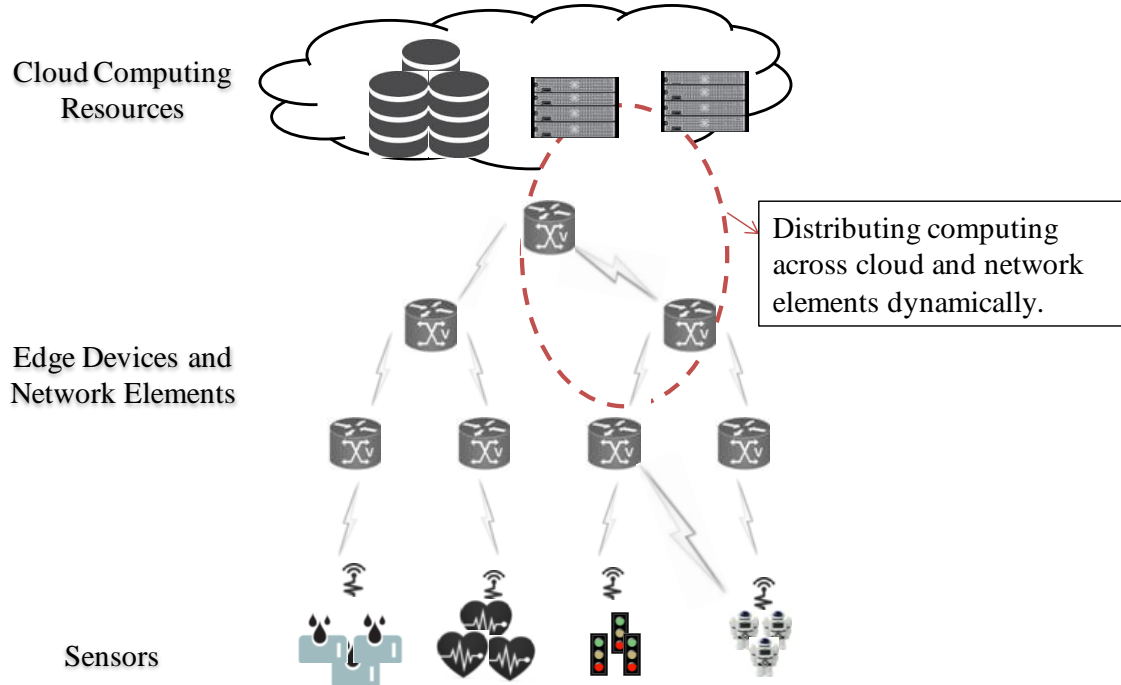 Cloud Computing
Resources
Distributing computing
across cloud and network
elements dynamically.
Edge Devices and
Network Elements
V
V
V
V
V
V
V
Sensors